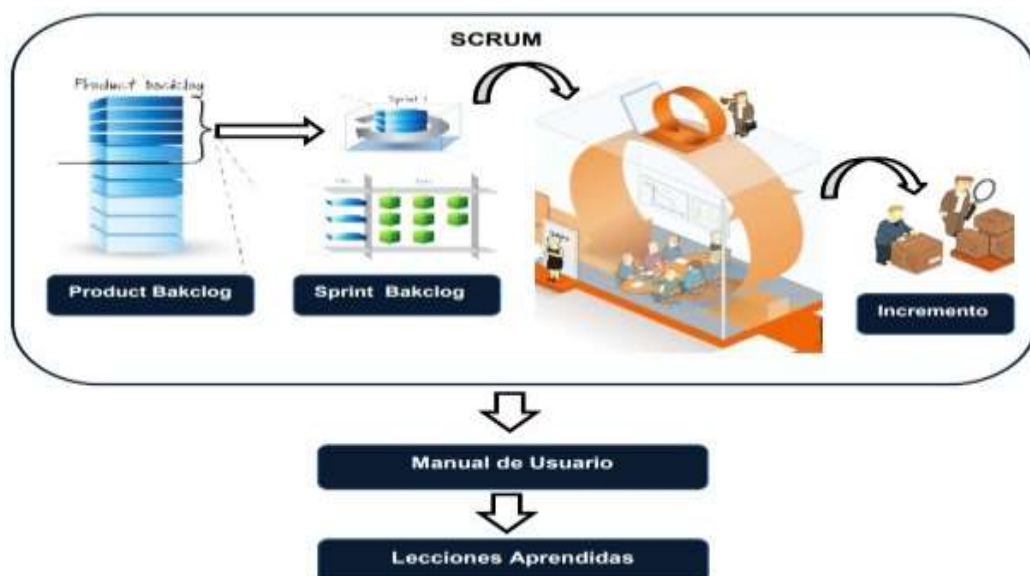 SCRUM
Product backlog
Sprint 1
Product Bakclog
Sprint Bakclog
Incremento
Manual de Usuario
Lecciones Aprendidas